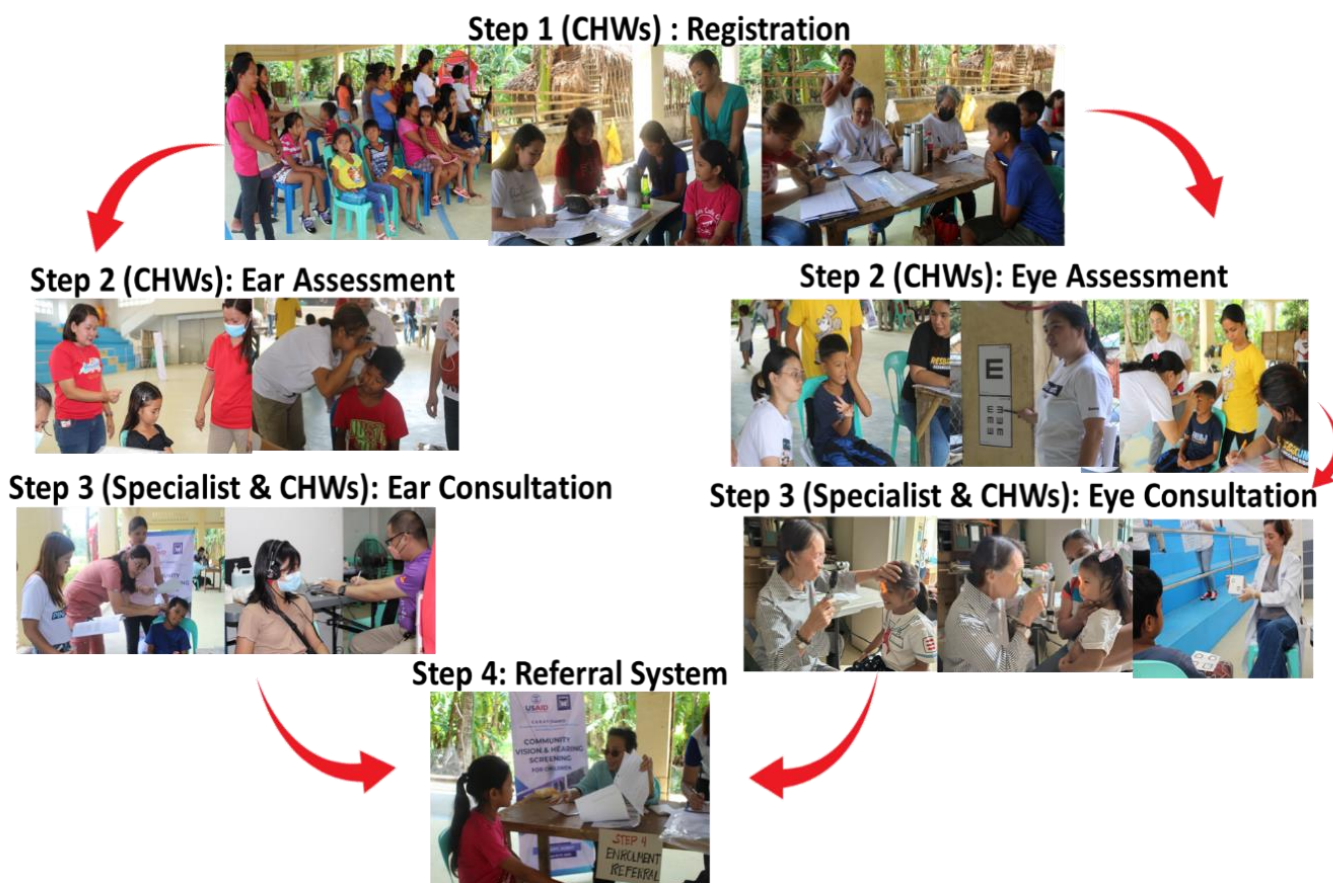 Step 1 (CHWs) : Registration
Step 2 (CHWs): Ear Assessment
Step 2 (CHWs): Eye Assessment
E
Step 3 (Specialist & CHWs): Ear Consultation
Step 3 (Specialist & CHWs): Eye Consultation
Step 4: Referral System
USAID
COMMUNITY
VISION & HEARING
SCREENING
FOR CHILDREN
STEP 4
ENROLMENT
REFERRAL